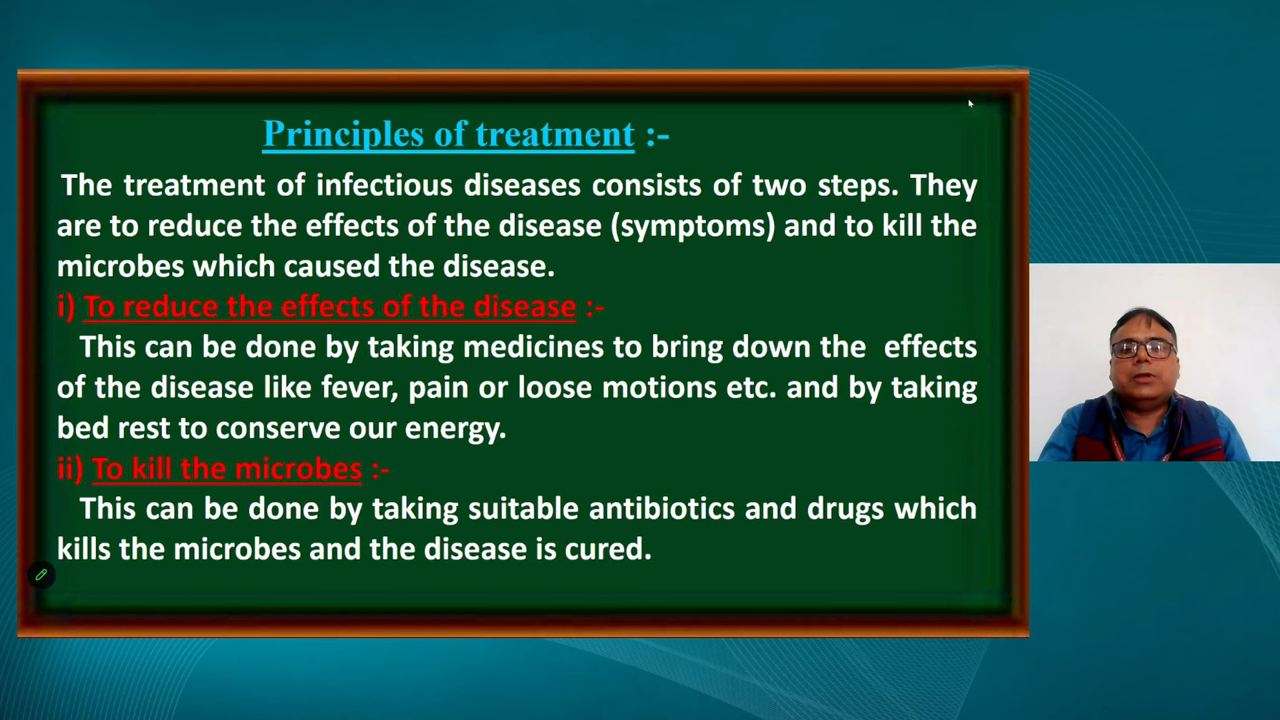 Principles of treatment :-
The treatment of infectious diseases consists of two steps. They
are to reduce the effects of the disease (symptoms) and to kill the
microbes which caused the disease.
i) To reduce the effects of the disease :-
This can be done by taking medicines to bring down the effects
of the disease like fever, pain or loose motions etc. and by taking
bed rest to conserve our energy.
ii) To kill the microbes :-
This can be done by taking suitable antibiotics and drugs which
kills the microbes and the disease is cured.